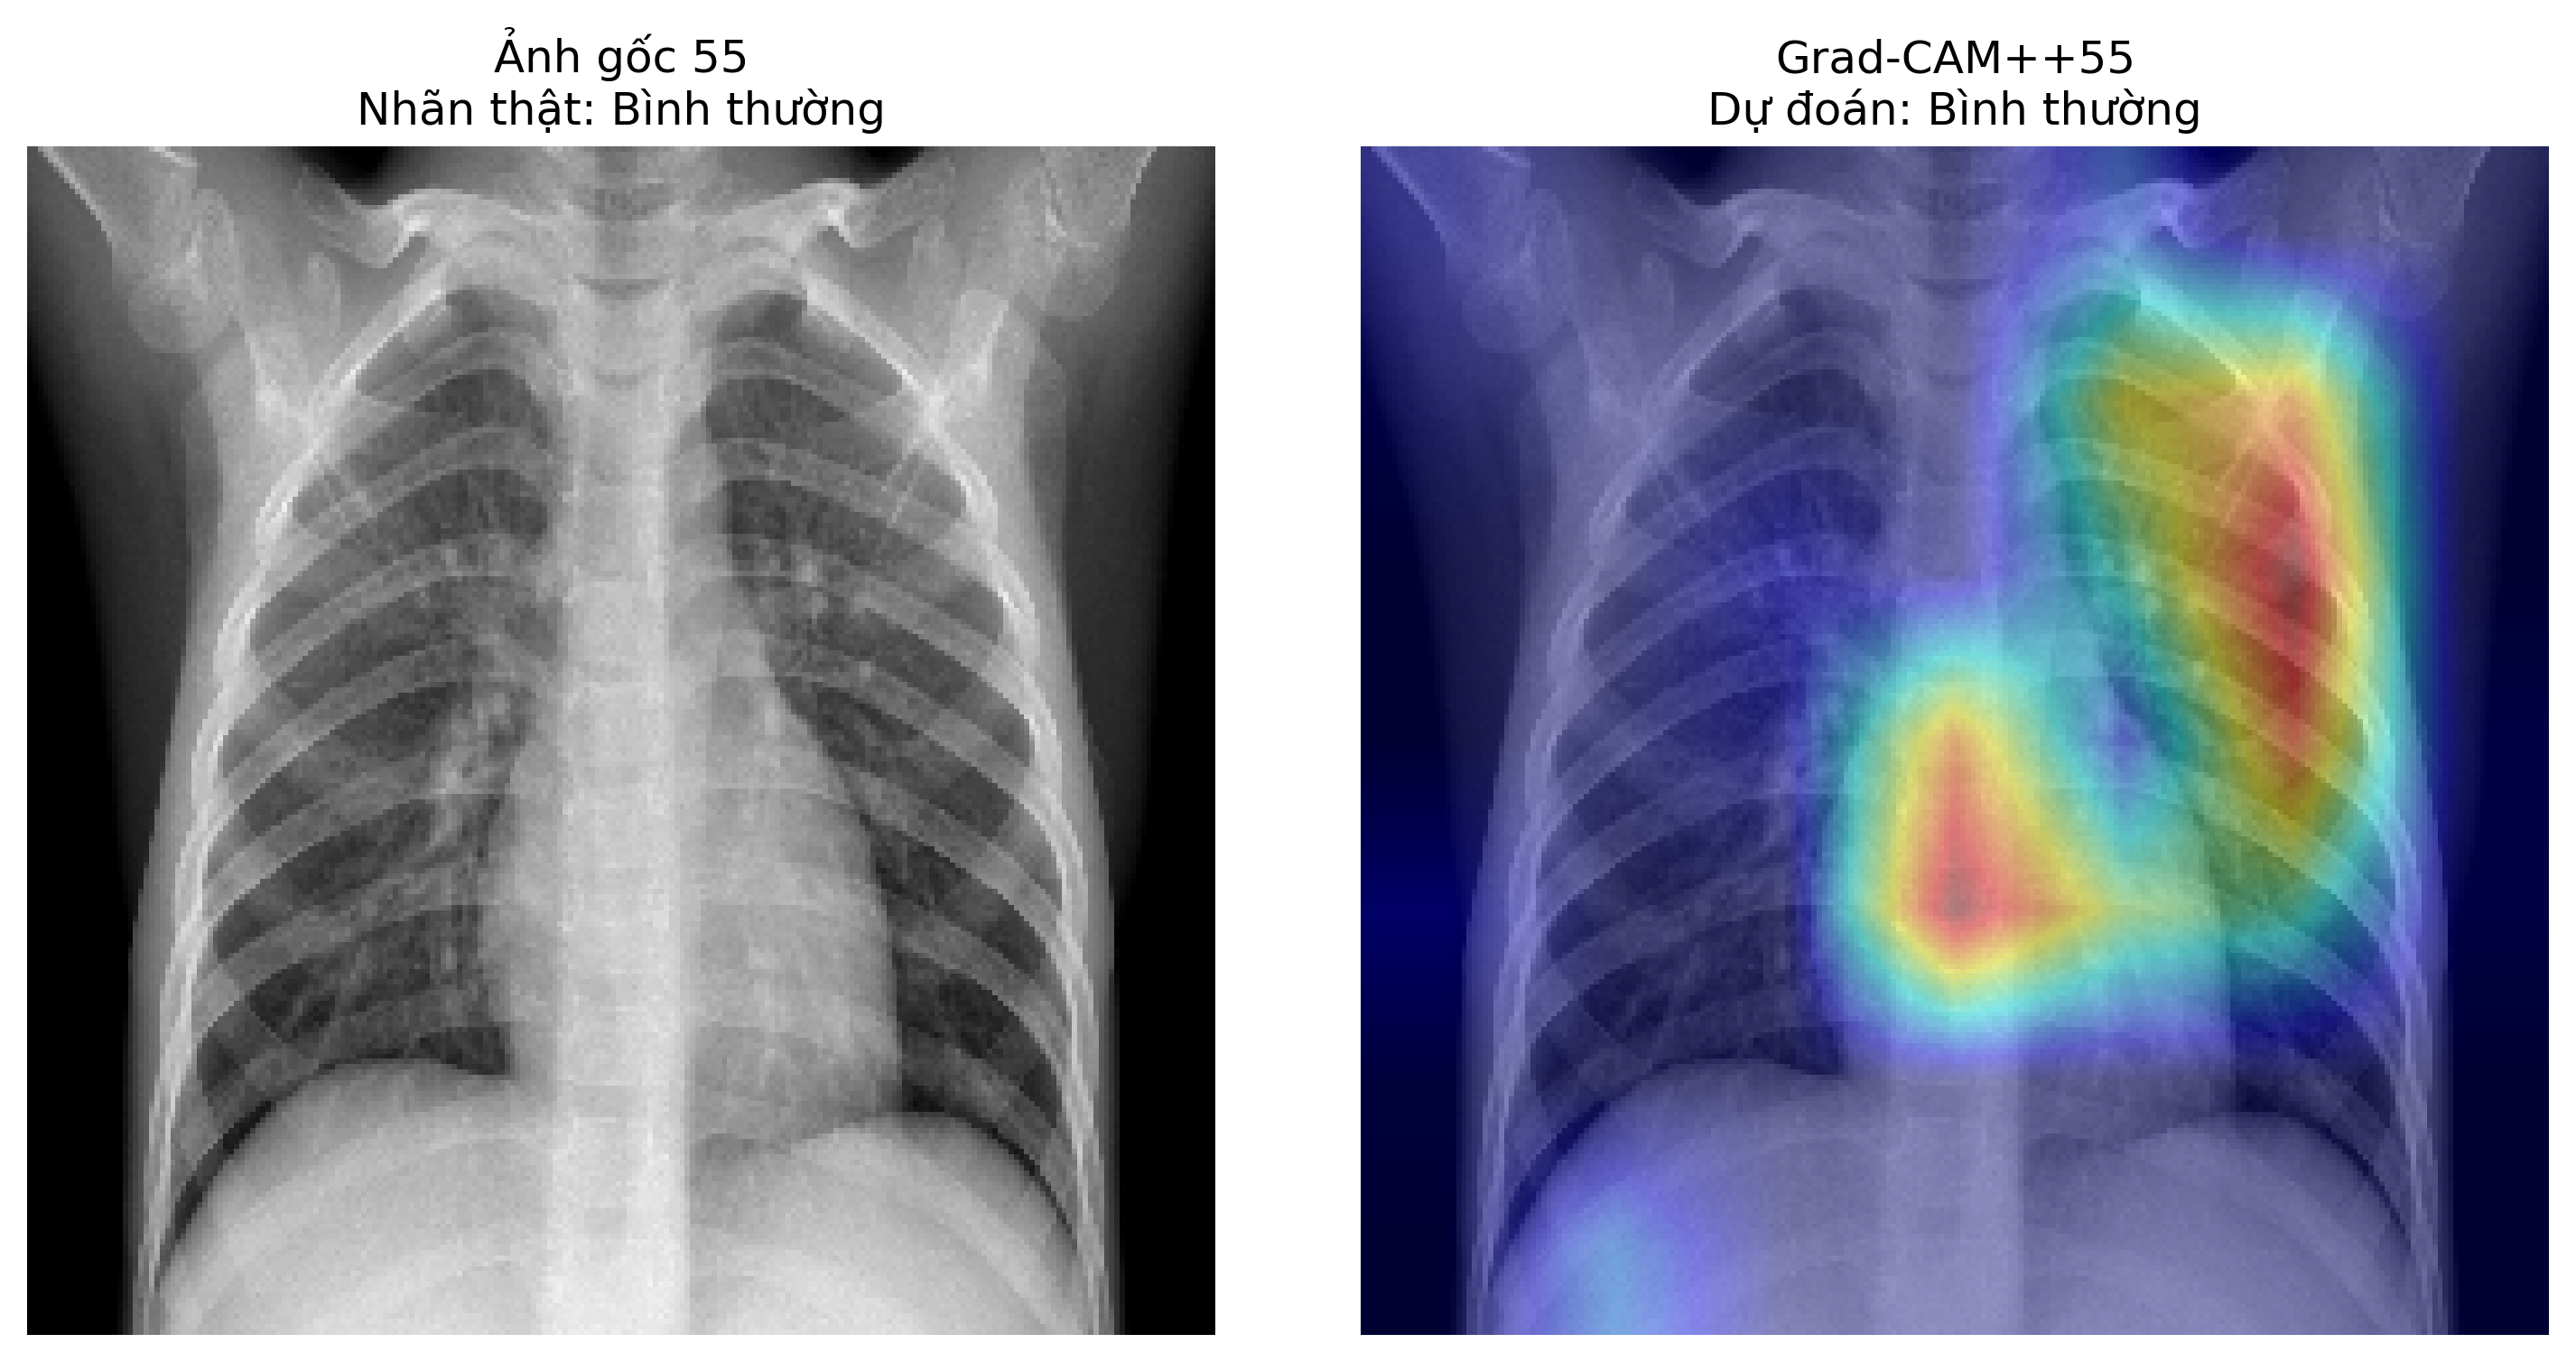 Ảnh gốc 55
Nhãn thật: Bình thường
Grad-CAM++55
Dự đoán: Bình thường